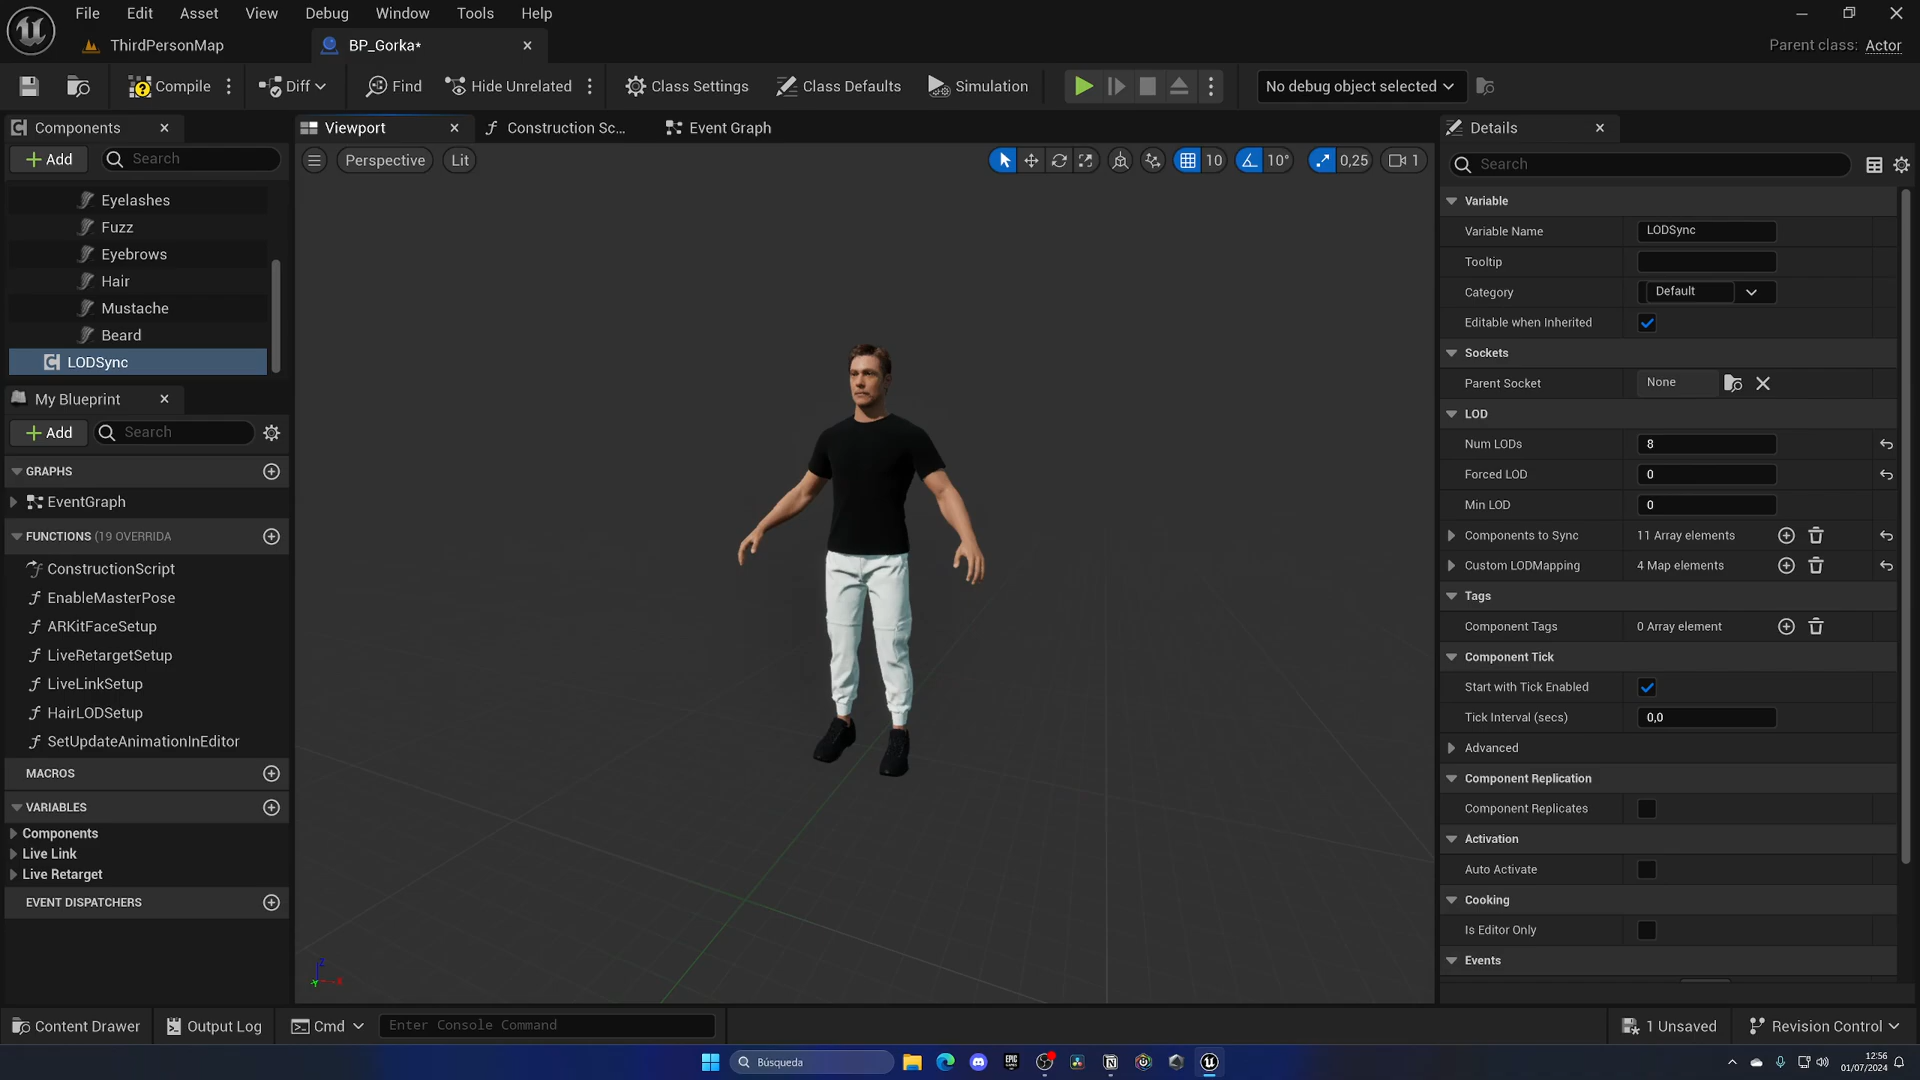 File Edit Asset View Debug Window Tools Help
ThirdPersonMap BP_Gorka* Parent class: Actor
Compile Diff Find Hide Unrelated Class Settings Class Defaults Simulation No debug object selected
Components Viewport Construction Sc... Event Graph Details
Add Search Perspective Lit 10 10° 0,25 1 Search
Eyelashes
Fuzz
Eyebrows
Hair
Mustache
Beard
LODSync
My Blueprint
Add Search
GRAPHS
EventGraph
FUNCTIONS (19 OVERRIDA
ConstructionScript
EnableMasterPose
ARKitFaceSetup
LiveRetargetSetup
LiveLinkSetup
HairLODSetup
SetUpdateAnimationInEditor
MACROS
VARIABLES
Components
Live Link
Live Retarget
EVENT DISPATCHERS
Z
Y X
Variable
Variable Name LODSync
Tooltip
Category Default
Editable when Inherited
Sockets
Parent Socket None
LOD
Num LODs 8
Forced LOD 0
Min LOD 0
Components to Sync 11 Array elements
Custom LODMapping 4 Map elements
Tags
Component Tags 0 Array element
Component Tick
Start with Tick Enabled
Tick Interval (secs) 0,0
Advanced
Component Replication
Component Replicates
Activation
Auto Activate
Cooking
Is Editor Only
Events
Content Drawer Output Log Cmd Enter Console Command 1 Unsaved Revision Control
Búsqueda EPIC GAMES 12:56
01/07/2024